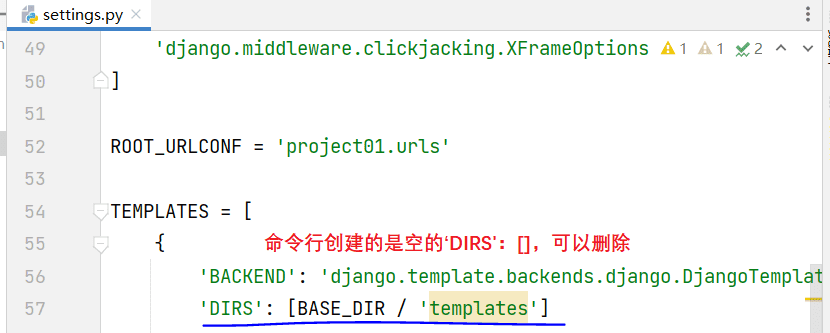 settings.py
49 'django.middleware.clickjacking.XFrameOptions 1 1 2
50 ]
51
52 ROOT_URLCONF = 'project01.urls'
53
54 TEMPLATES = [
55 { 命令行创建的是空的‘DIRS'：[]，可以删除
56 'BACKEND': 'django.template.backends.django.DjangoTemplat
57 'DIRS': [BASE_DIR / 'templates']